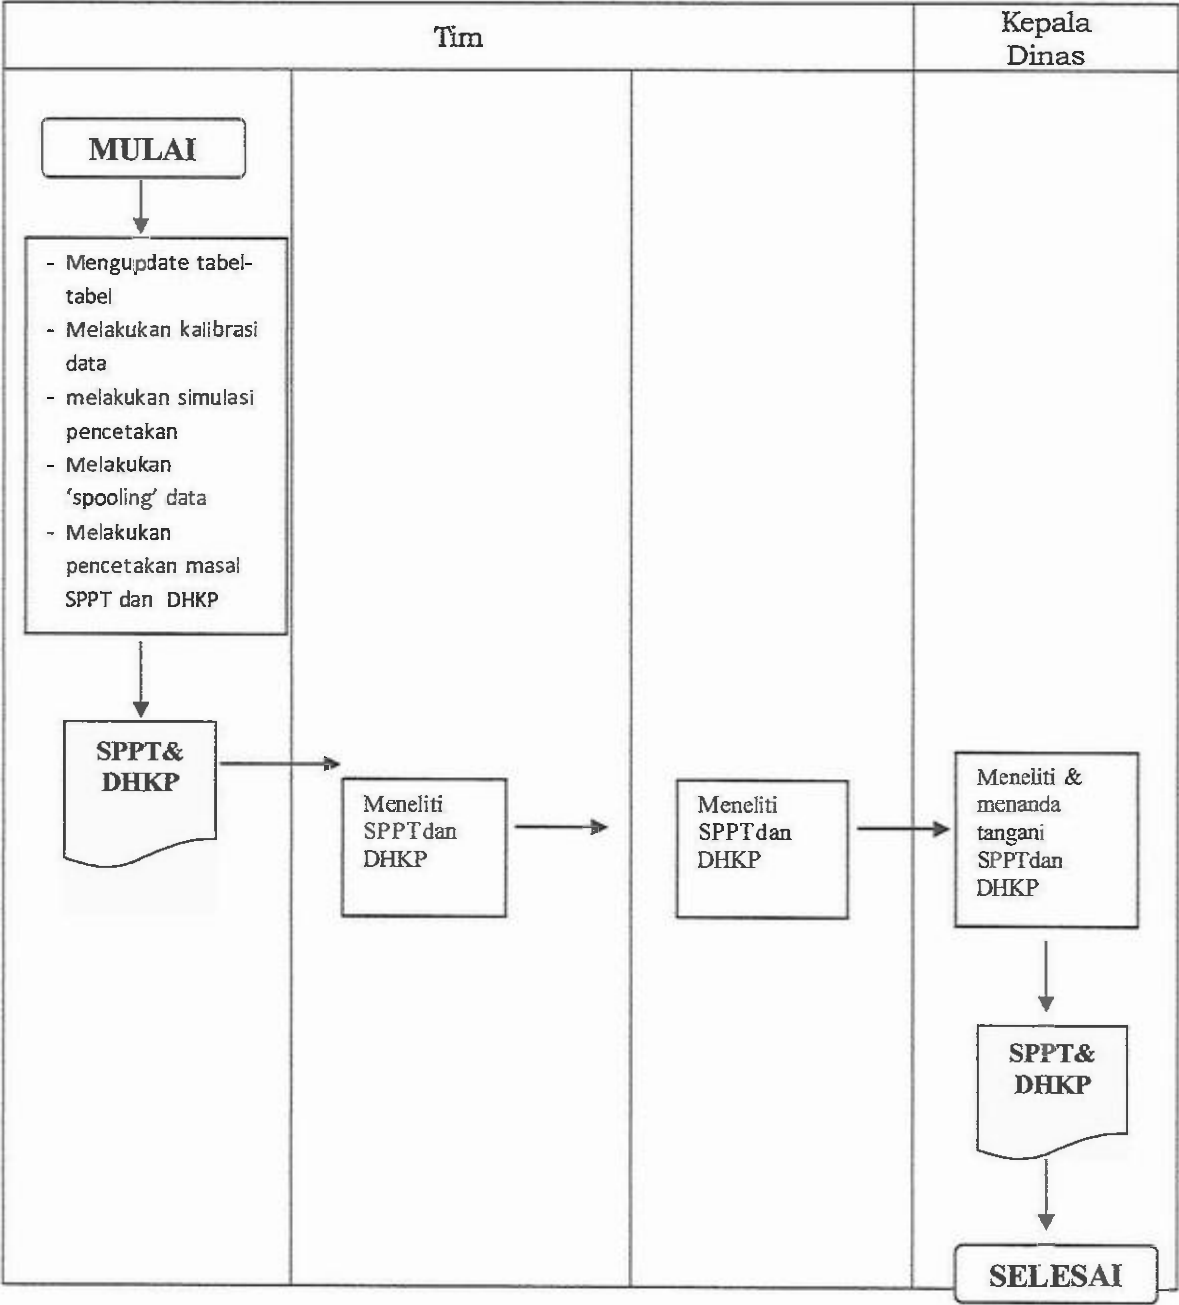 Tim
Kepala
Dinas
MULAI
- Mengupdate tabel-
tabel
- Melakukan kalibrasi
data
- melakukan simulasi
pencetakan
- Melakukan
‘spooling’ data
- Melakukan
pencetakan masal
SPPT dan DHKP
SPPT&
DHKP
Meneliti
SPPTdan
DHKP
Meneliti
SPPTdan
DHKP
Meneliti &
menanda
tangani
SPPTdan
DHKP
SPPT&
DHKP
SELESAI